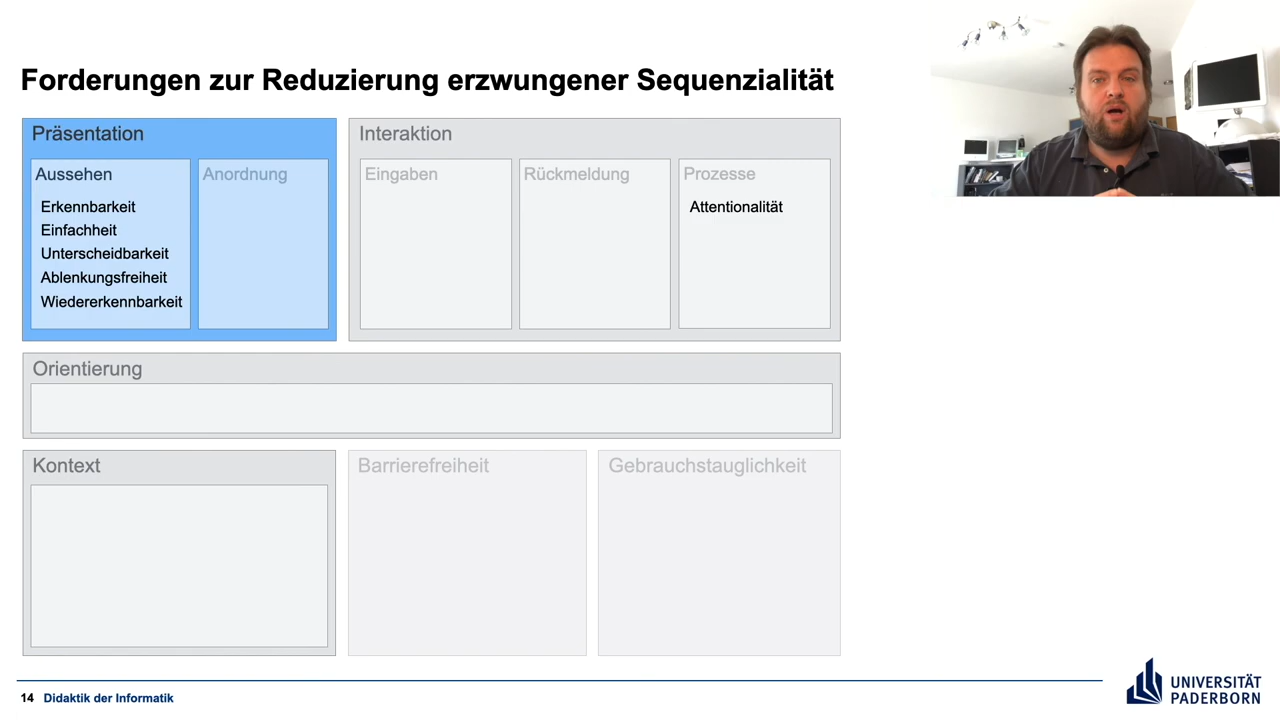 Forderungen zur Reduzierung erzwungener Sequenzialität
Präsentation
Aussehen
Erkennbarkeit
Einfachheit
Unterscheidbarkeit
Ablenkungsfreiheit
Wiedererkennbarkeit
Anordnung
Interaktion
Eingaben
Rückmeldung
Prozesse
Attentionalität
Orientierung
Kontext
Barrierefreiheit
Gebrauchstauglichkeit
14 Didaktik der Informatik
UNIVERSITÄT
PADERBORN